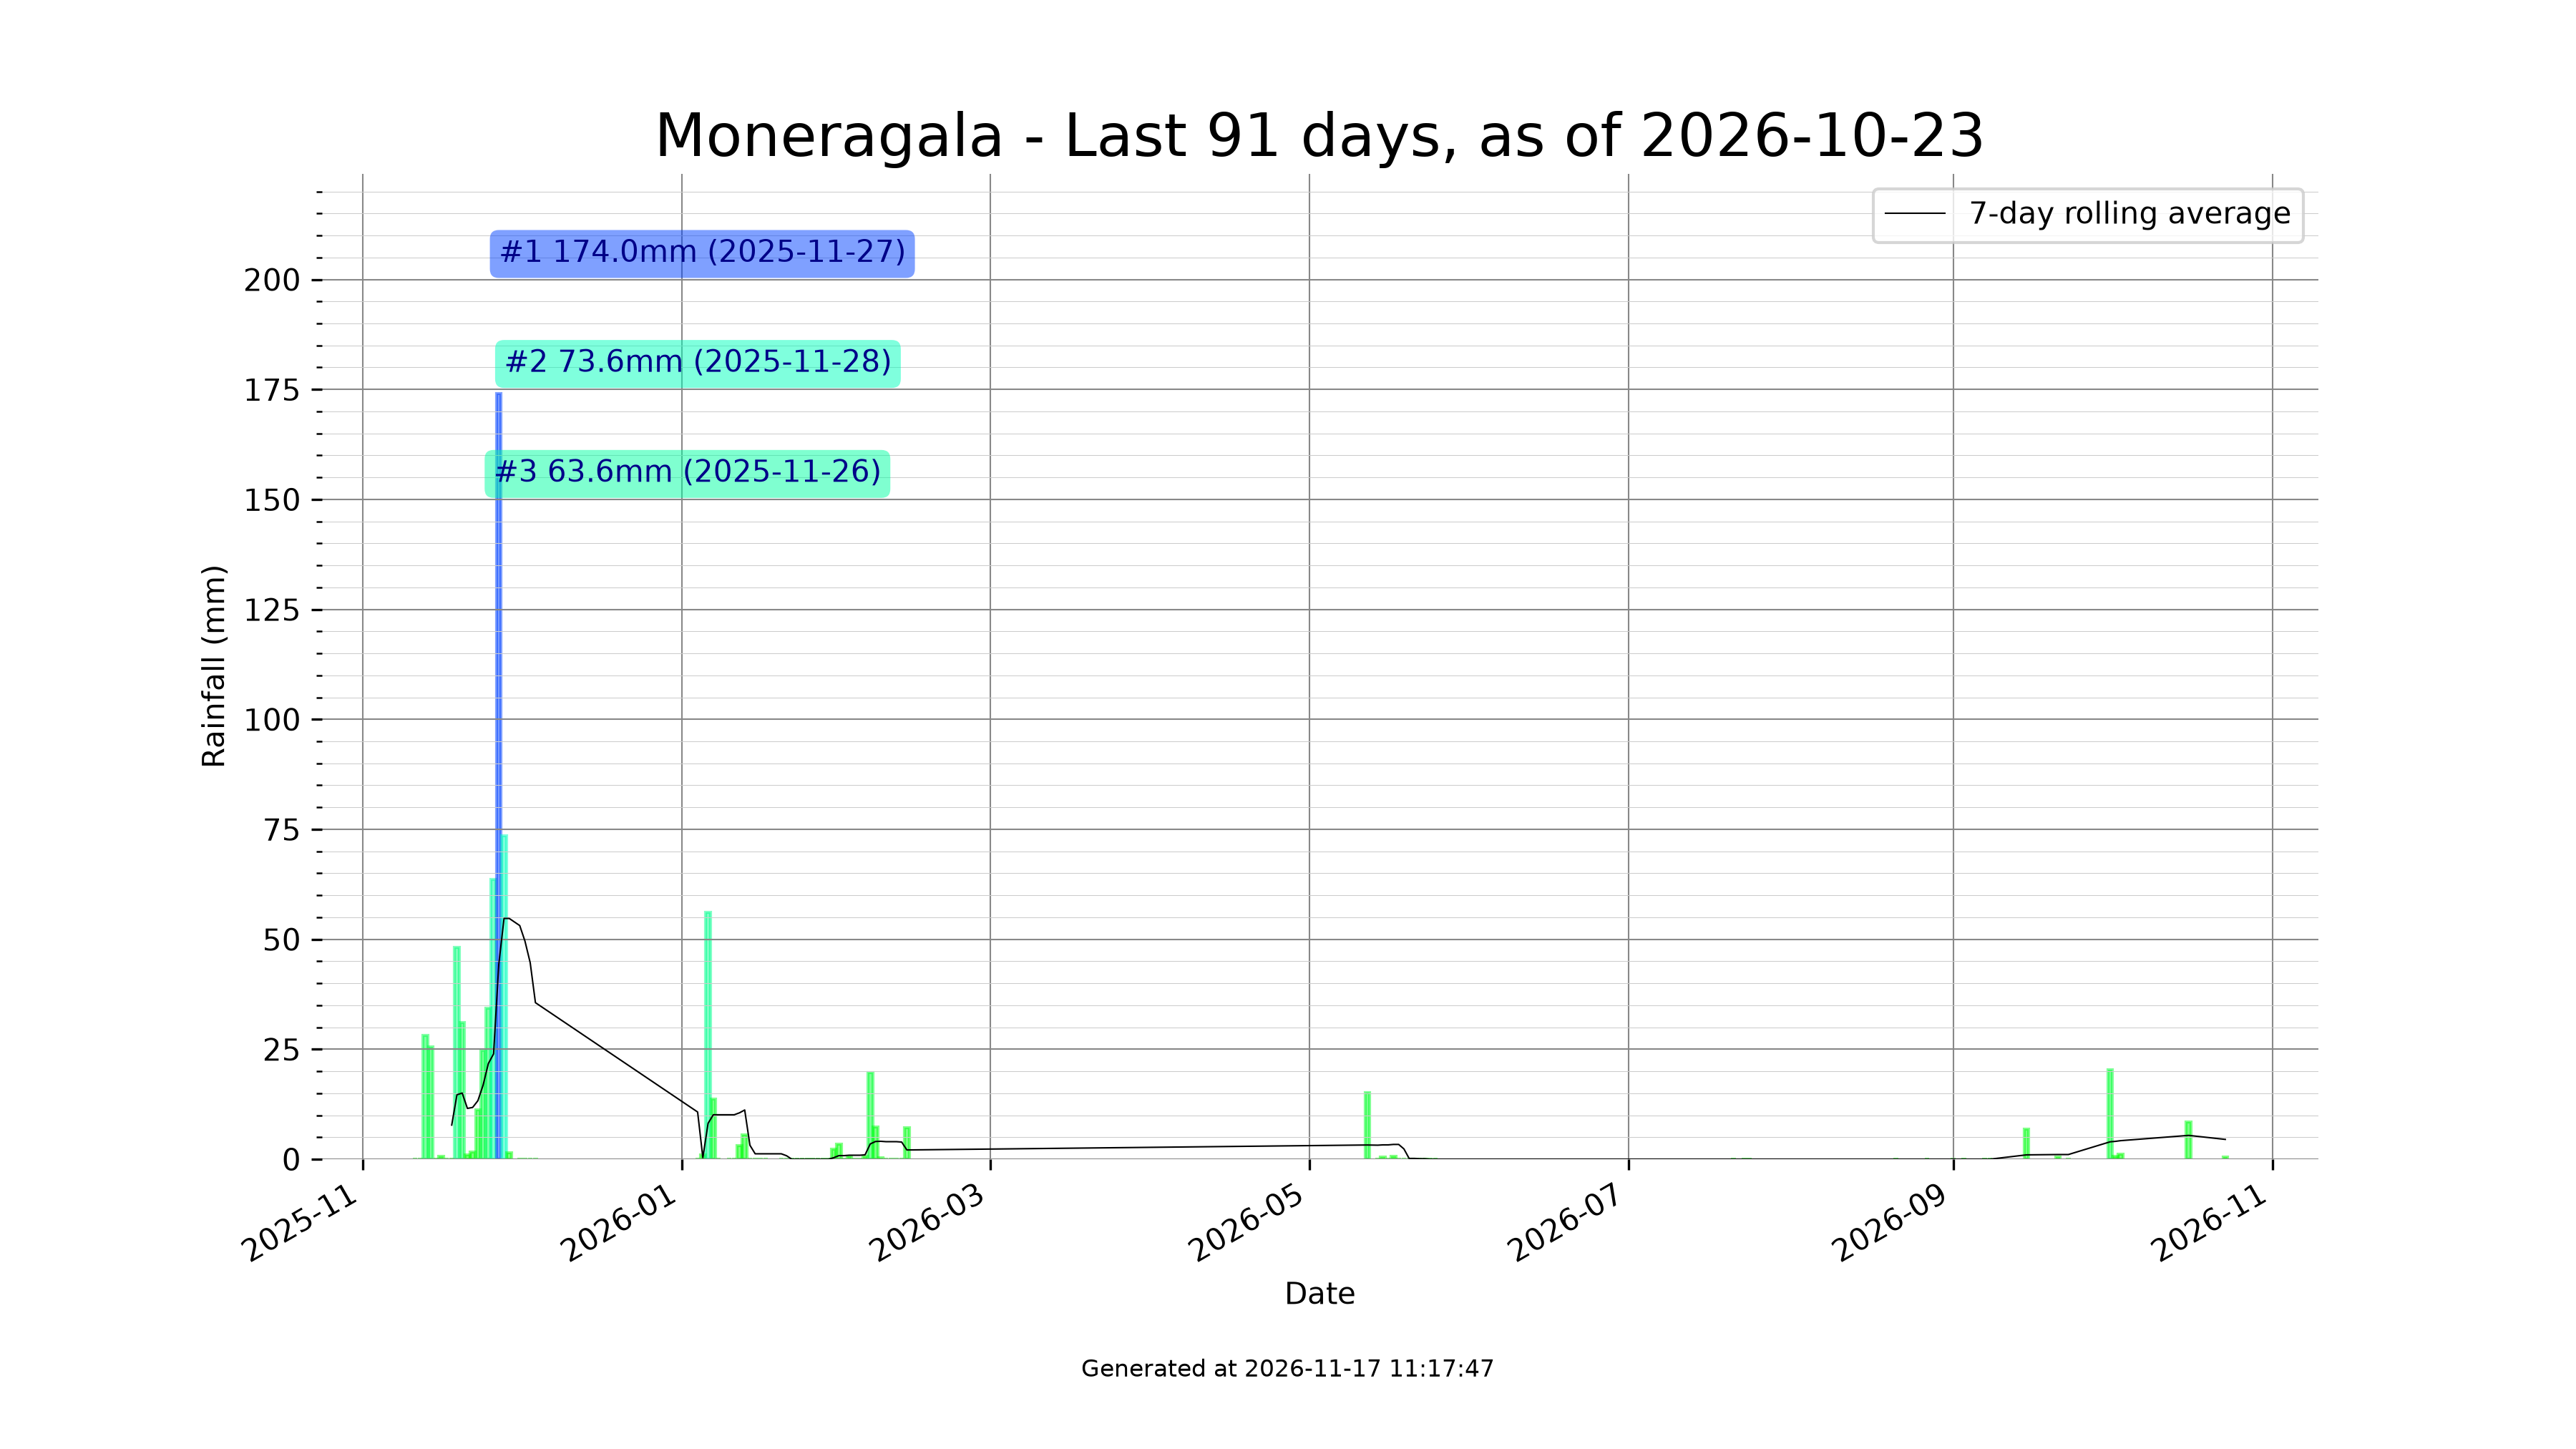 Moneragala - Last 91 days, as of 2026-10-23
7-day rolling average
#1 174.0mm (2025-11-27)
#2 73.6mm (2025-11-28)
#3 63.6mm (2025-11-26)
Rainfall (mm)
200
175
150
125
100
75
50
25
0
2025-11
2026-01
2026-03
2026-05
2026-07
2026-09
2026-11
Date
Generated at 2026-11-17 11:17:47